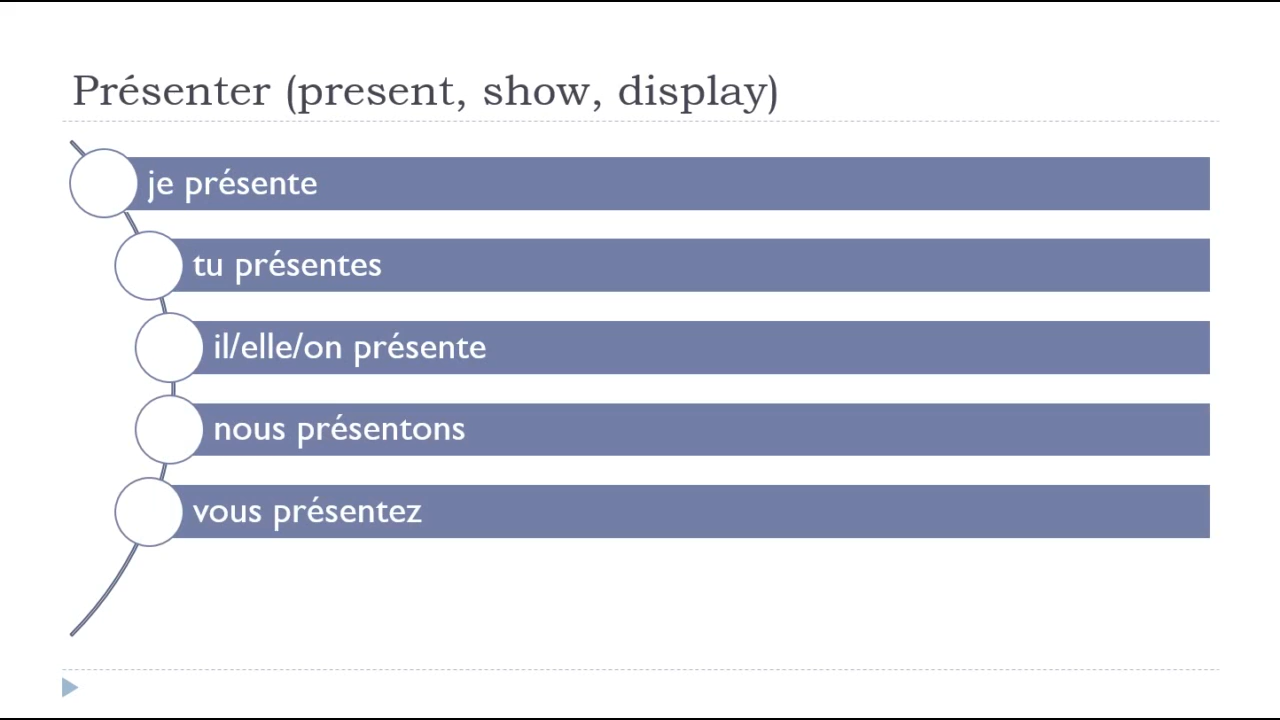 Présenter (present, show, display)
je présente
tu présentes
il/elle/on présente
nous présentons
vous présentez